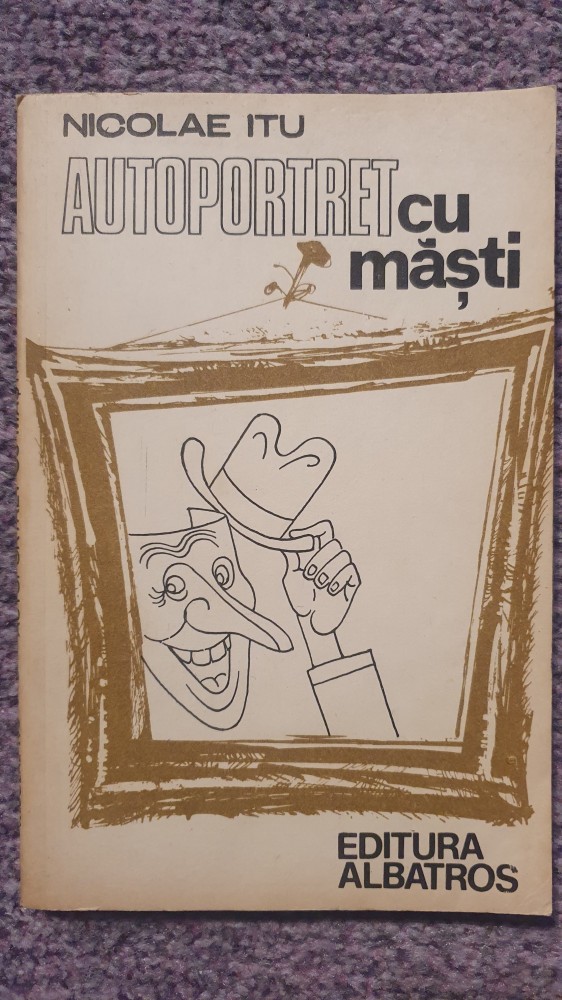 NICOLAE ITU
AUTOPORTRET cu
măști
EDITURA
ALBATROS